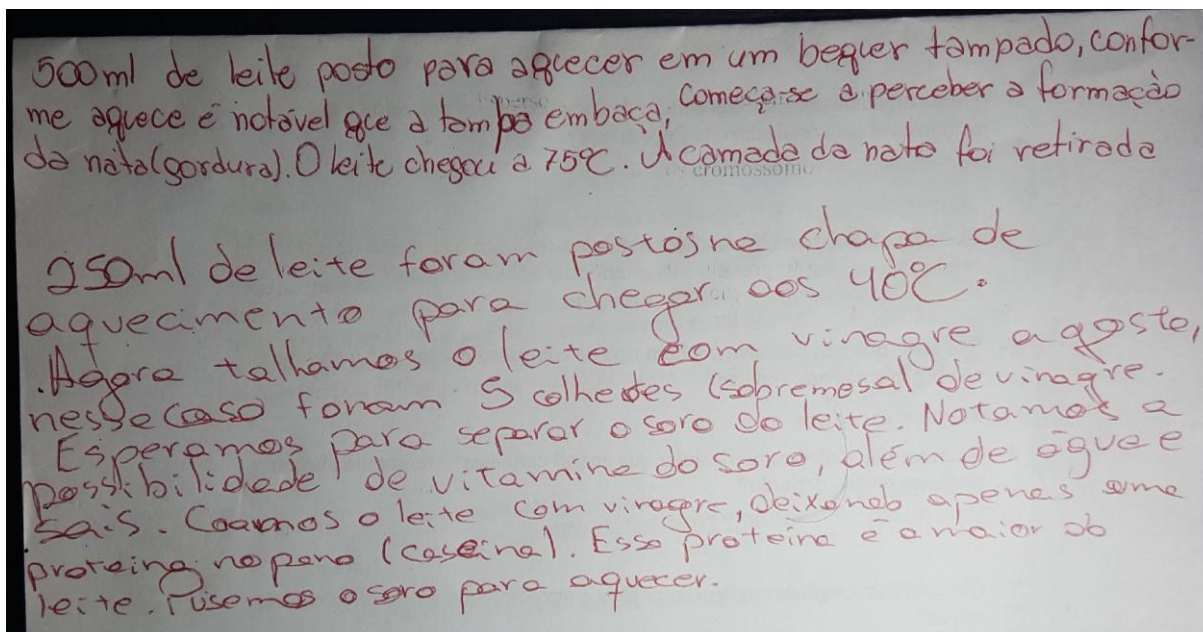 500ml de leite posto para aquecer em um bequer tampado, confor-
me aquece é notável que a tampa embaça, começa-se a perceber a formação
da nata(gordura). O leite chegou a 75°C. A camada da nata foi retirada
250ml de leite foram postos na chapa de
aquecimento para chegar aos 40°C.
.Agora talhamos o leite com vinagre a gosto,
nesse caso foram 5 colheres (sobremesa) de vinagre.
Esperamos para separar o soro do leite. Notamos a
possibilidade de vitamina do soro, além de água e
sais. Coamos o leite com vinagre, deixando apenas uma
proteína no pano (caseína). Essa proteína é a maior do
leite. Pusemos o soro para aquecer.